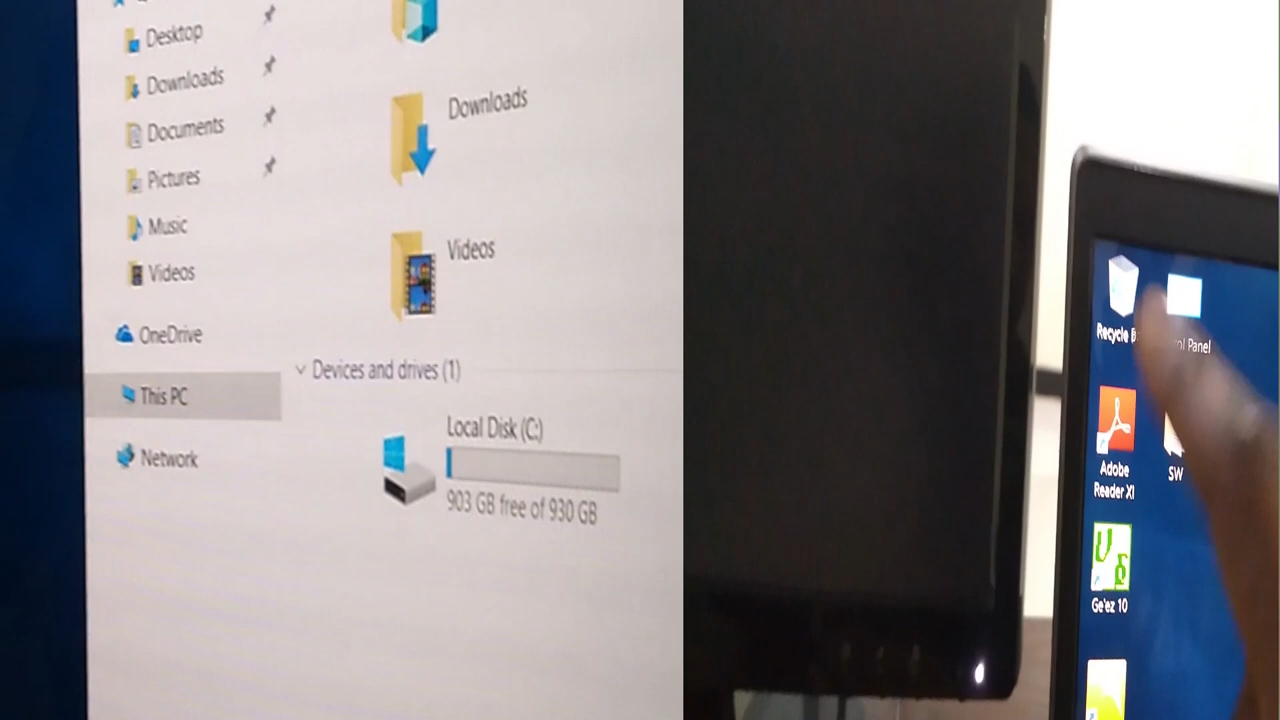 Desktop
Downloads
Documents
Pictures
Music
Videos
OneDrive
This PC
Network
Downloads
Videos
Devices and drives (1)
Local Disk (C:)
903 GB free of 930 GB
Recycle
Panel
Adobe
Reader XI
SW
Ge'ez 10